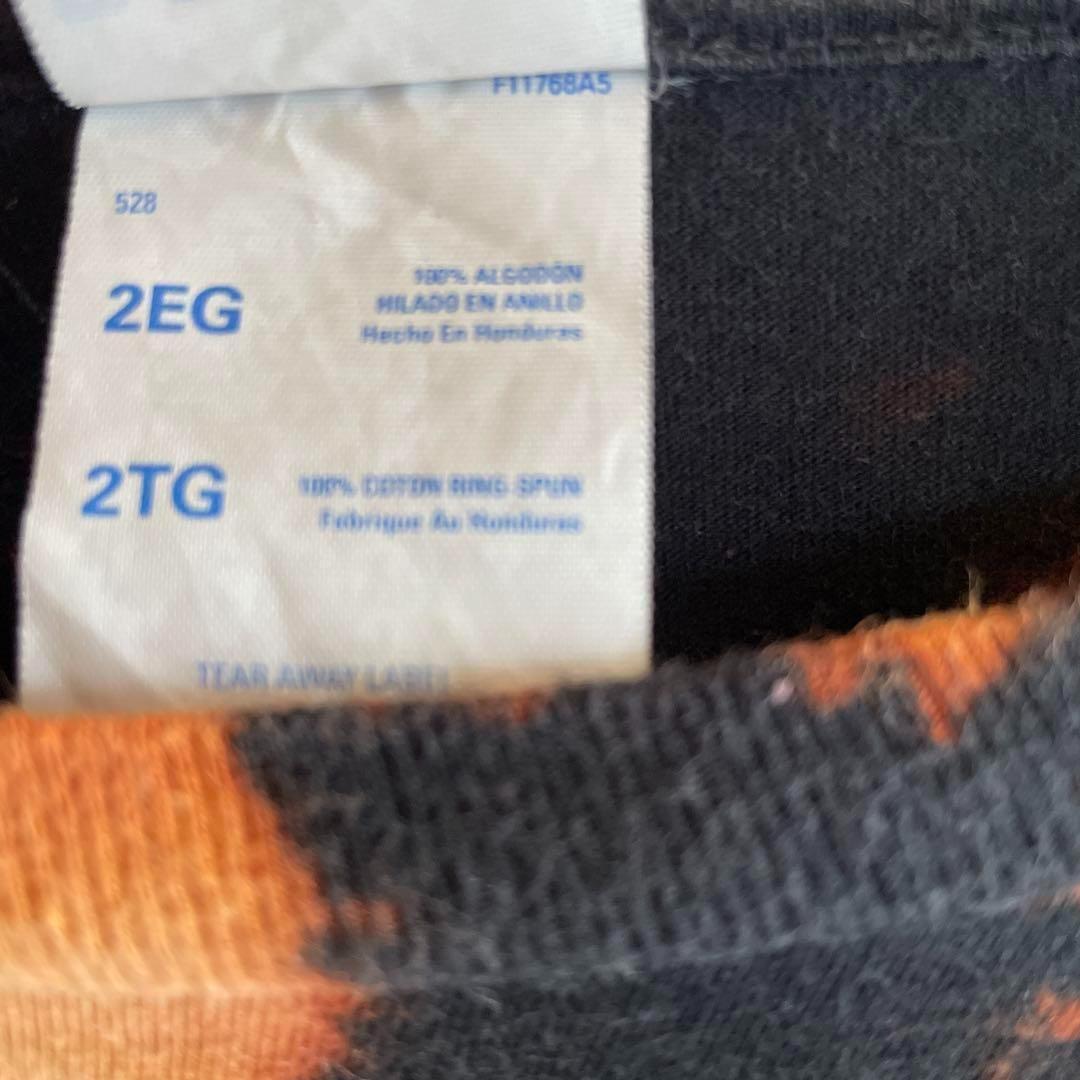 F11768A5
528
2EG
100% ALGODÓN
HILADO EN ANILLO
Hecho En Honduras
2TG
100% COTON RING SPUN
Fabrique Au Honduras
TEAR AWAY LABEL